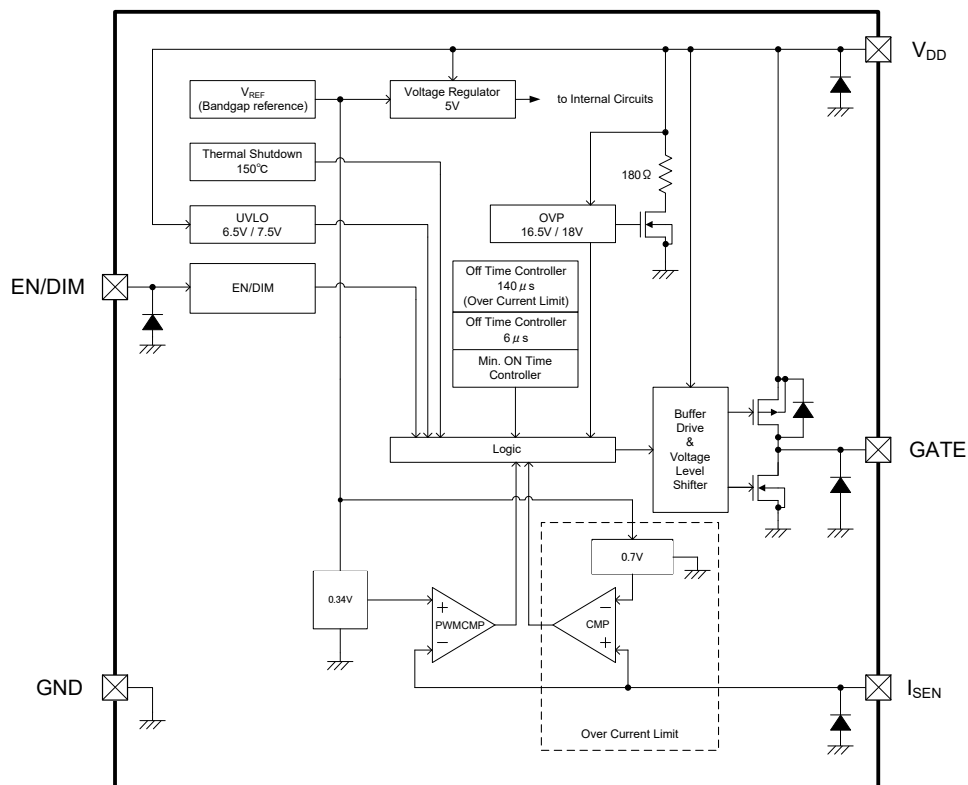 V_DD
V_REF
(Bandgap reference)
Voltage Regulator
5V
to Internal Circuits
Thermal Shutdown
150℃
180Ω
UVLO
6.5V / 7.5V
OVP
16.5V / 18V
EN/DIM
EN/DIM
Off Time Controller
140μs
(Over Current Limit)
Off Time Controller
6μs
Min. ON Time
Controller
Buffer
Drive
&
Voltage
Level
Shifter
GATE
Logic
0.7V
0.34V
+
PWMCMP
−
−
CMP
+
GND
I_SEN
Over Current Limit